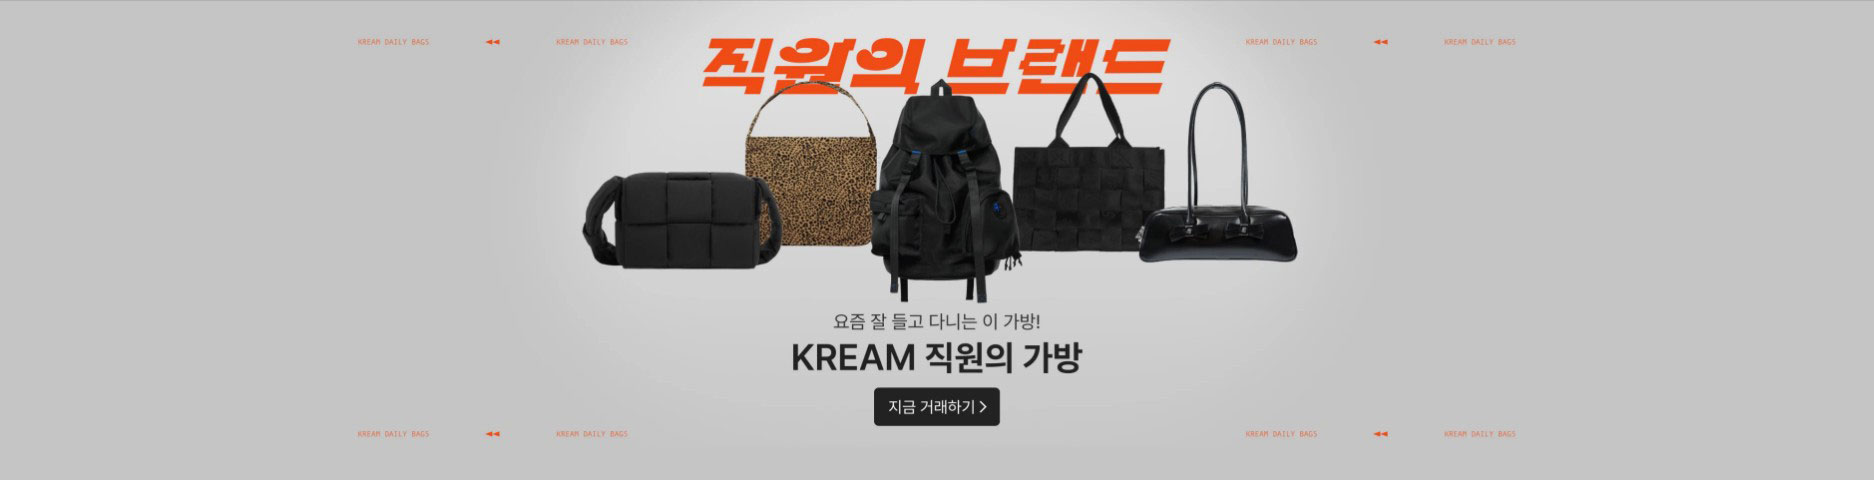 KREAM DAILY BAGS ◀◀ KREAM DAILY BAGS
직원의 브랜드
KREAM DAILY BAGS ◀◀ KREAM DAILY BAGS
요즘 잘 들고 다니는 이 가방!
KREAM 직원의 가방
지금 거래하기 >
KREAM DAILY BAGS ◀◀ KREAM DAILY BAGS
KREAM DAILY BAGS ◀◀ KREAM DAILY BAGS